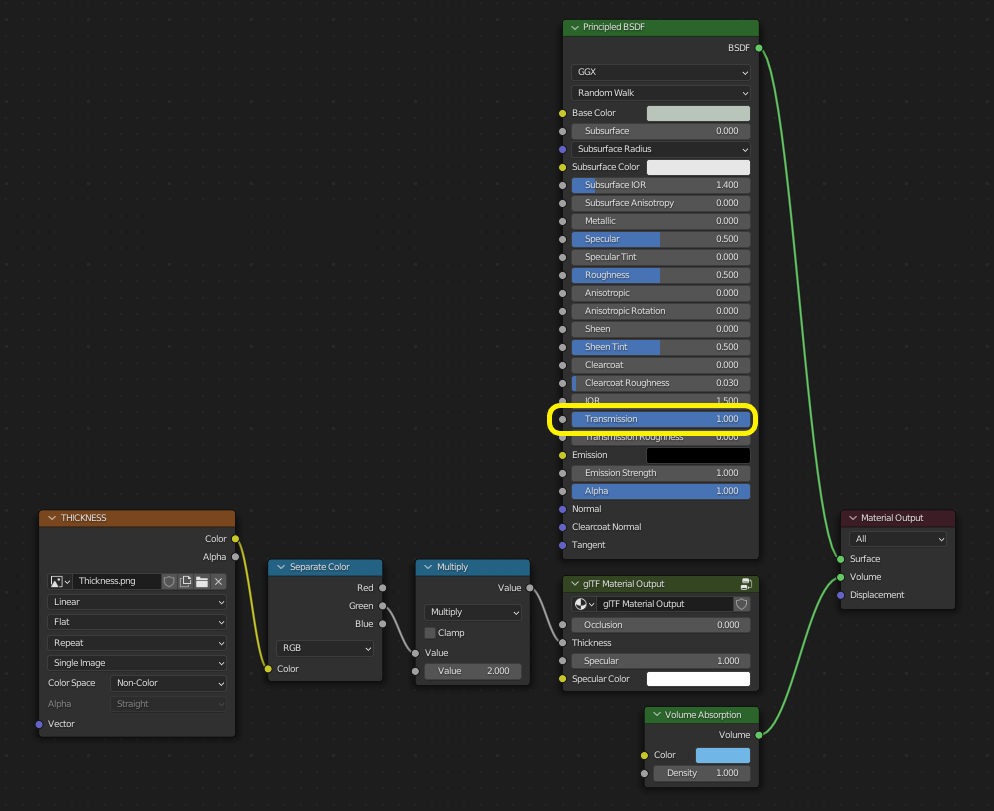 Principled BSDF
BSDF
GGX
Random Walk
Base Color
Subsurface 0.000
Subsurface Radius
Subsurface Color
Subsurface IOR 1.400
Subsurface Anisotropy 0.000
Metallic 0.000
Specular 0.500
Specular Tint 0.000
Roughness 0.500
Anisotropic 0.000
Anisotropic Rotation 0.000
Sheen 0.000
Sheen Tint 0.500
Clearcoat 0.000
Clearcoat Roughness 0.030
IOR 1.500
Transmission 1.000
Transmission Roughness 0.000
Emission
Emission Strength 1.000
Alpha 1.000
Normal
Clearcoat Normal
Tangent
THICKNESS
Color
Alpha
Thickness.png
Linear
Flat
Repeat
Single Image
Color Space Non-Color
Alpha Straight
Vector
Separate Color
Red
Green
Blue
RGB
Color
Multiply
Value
Multiply
Clamp
Value
Value 2.000
glTF Material Output
glTF Material Output
Occlusion 0.000
Thickness
Specular 1.000
Specular Color
Volume Absorption
Volume
Color
Density 1.000
Material Output
All
Surface
Volume
Displacement